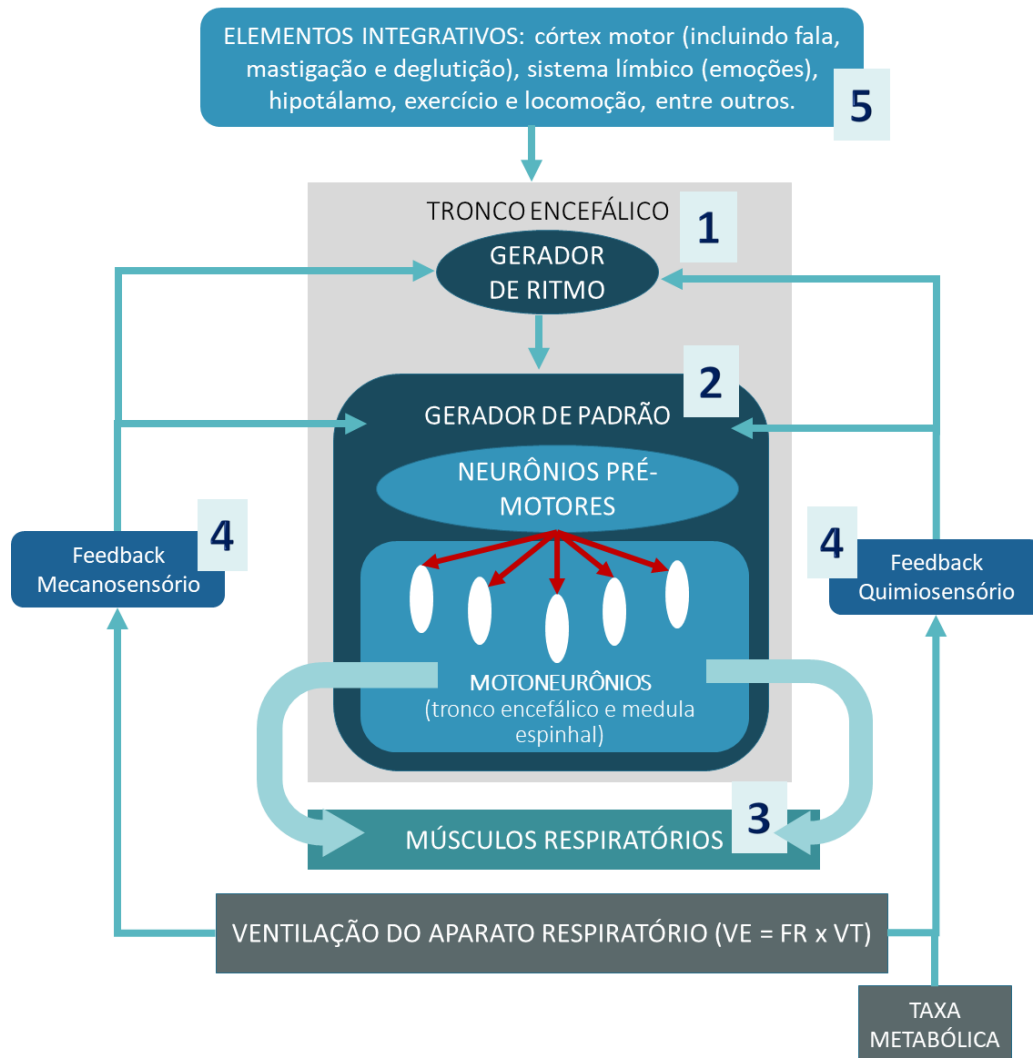 ELEMENTOS INTEGRATIVOS: córtex motor (incluindo fala,
mastigação e deglutição), sistema límbico (emoções),
hipotálamo, exercício e locomoção, entre outros.
5
TRONCO ENCEFÁLICO
1
GERADOR
DE RITMO
2
GERADOR DE PADRÃO
NEURÔNIOS PRÉ-
MOTORES
4
Feedback
Mecanosensório
4
Feedback
Quimiosensório
MOTONEURÔNIOS
(tronco encefálico e medula
espinhal)
3
MÚSCULOS RESPIRATÓRIOS
VENTILAÇÃO DO APARATO RESPIRATÓRIO (VE = FR x VT)
TAXA
METABÓLICA